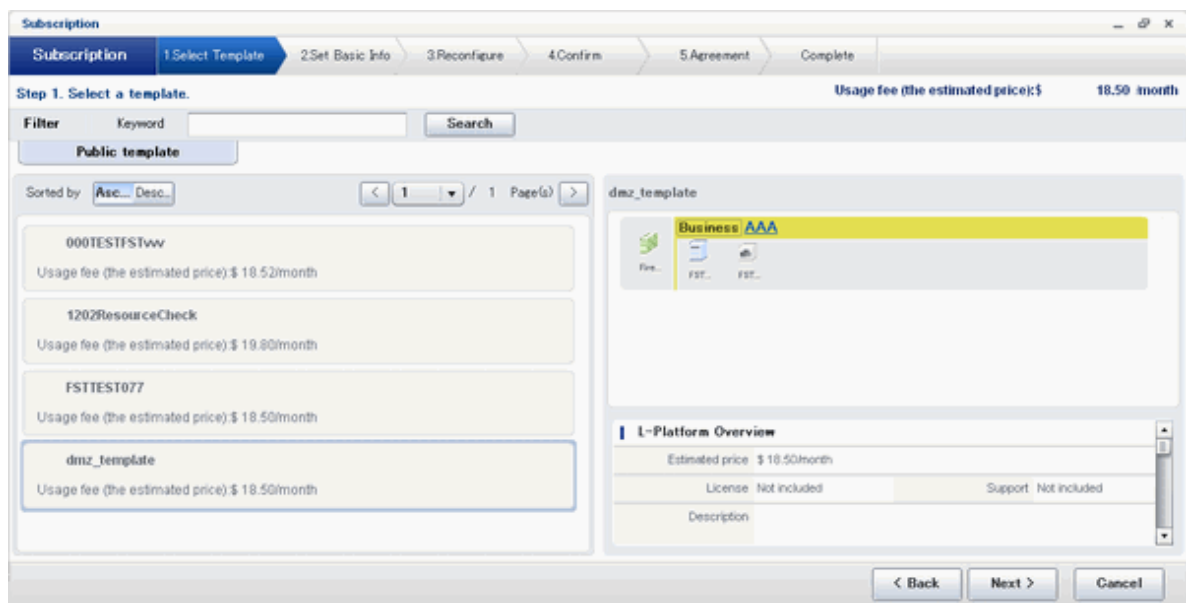 Subscription
Subscription 1.Select Template 2.Set Basic Info 3.Reconfigure 4.Confirm 5.Agreement Complete
Step 1. Select a template. Usage fee (the estimated price):$ 18.50 /month
Filter Keyword Search
Public template
Sorted by Asc... Desc... < 1 / 1 Page(s) > dmz_template
Business AAA
000TESTFSTvvv
Usage fee (the estimated price):$ 18.52/month
Fire... FST... FST...
1202ResourceCheck
Usage fee (the estimated price):$ 19.80/month
FSTTEST077
Usage fee (the estimated price):$ 18.50/month
dmz_template
Usage fee (the estimated price):$ 18.50/month
L-Platform Overview
Estimated price $ 18.50/month
License Not included Support Not included
Description
< Back Next > Cancel